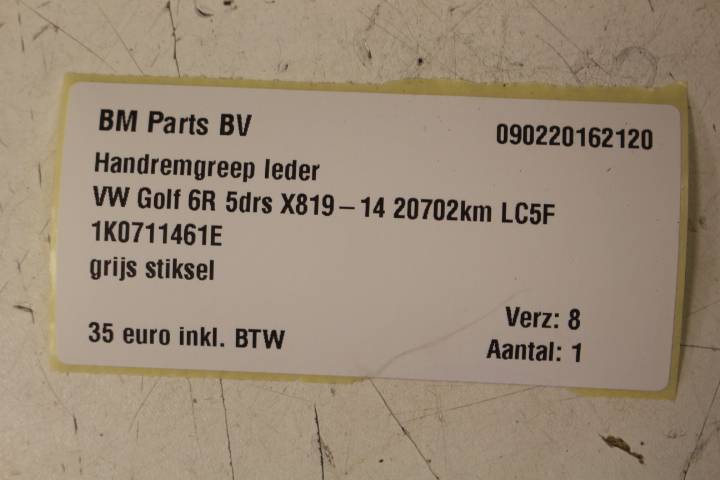 BM Parts BV 090220162120
Handremgreep leder
VW Golf 6R 5drs X819-14 20702km LC5F
1K0711461E
grijs stiksel
Verz: 8
35 euro inkl. BTW Aantal: 1